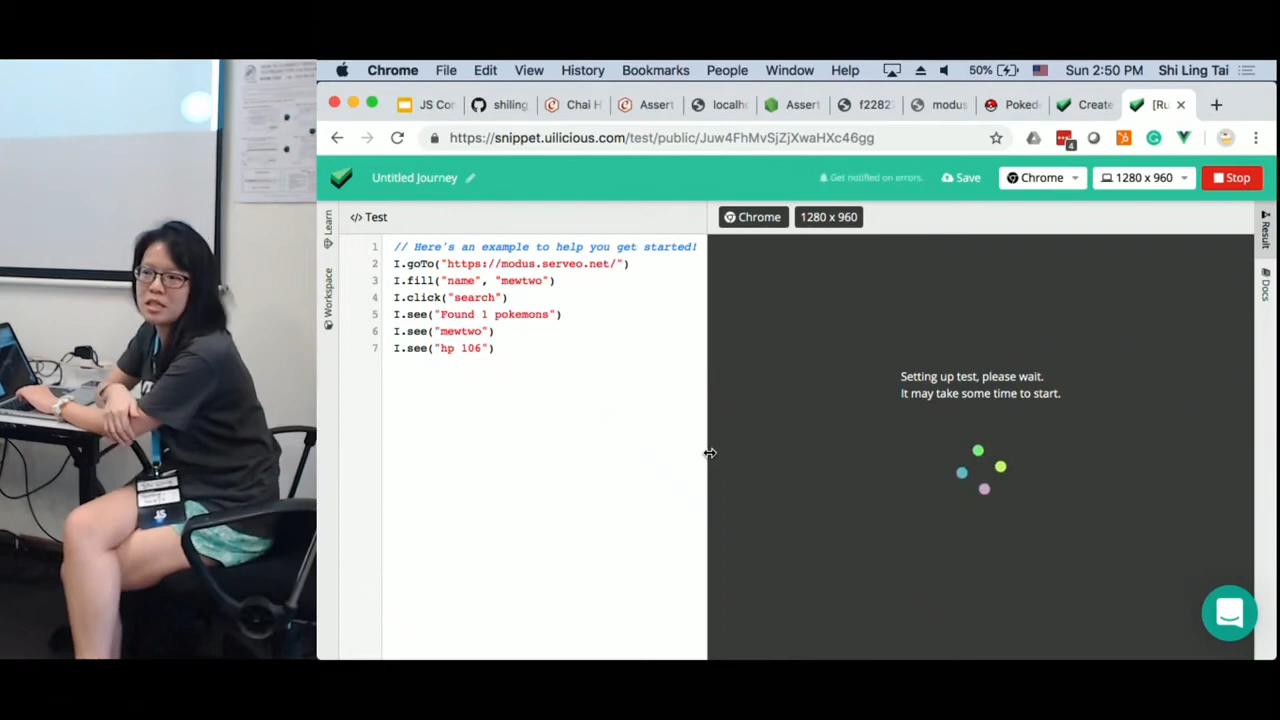 Chrome File Edit View History Bookmarks People Window Help 50% Sun 2:50 PM Shi Ling Tai
JS Cor shiling Chai H Assert localh Assert f2282 modus Poked Create [Ru
https://snippet.uilicious.com/test/public/Juw4FhMvSjZjXwaHXc46gg
4
Untitled Journey Get notified on errors. Save Chrome 1280 x 960 Stop
Learn
Workspace
</> Test
Chrome 1280 x 960
Result
Docs
1 // Here's an example to help you get started!
2 I.goTo("https://modus.serveo.net/")
3 I.fill("name", "mewtwo")
4 I.click("search")
5 I.see("Found 1 pokemons")
6 I.see("mewtwo")
7 I.see("hp 106")
Setting up test, please wait.
It may take some time to start.
JS